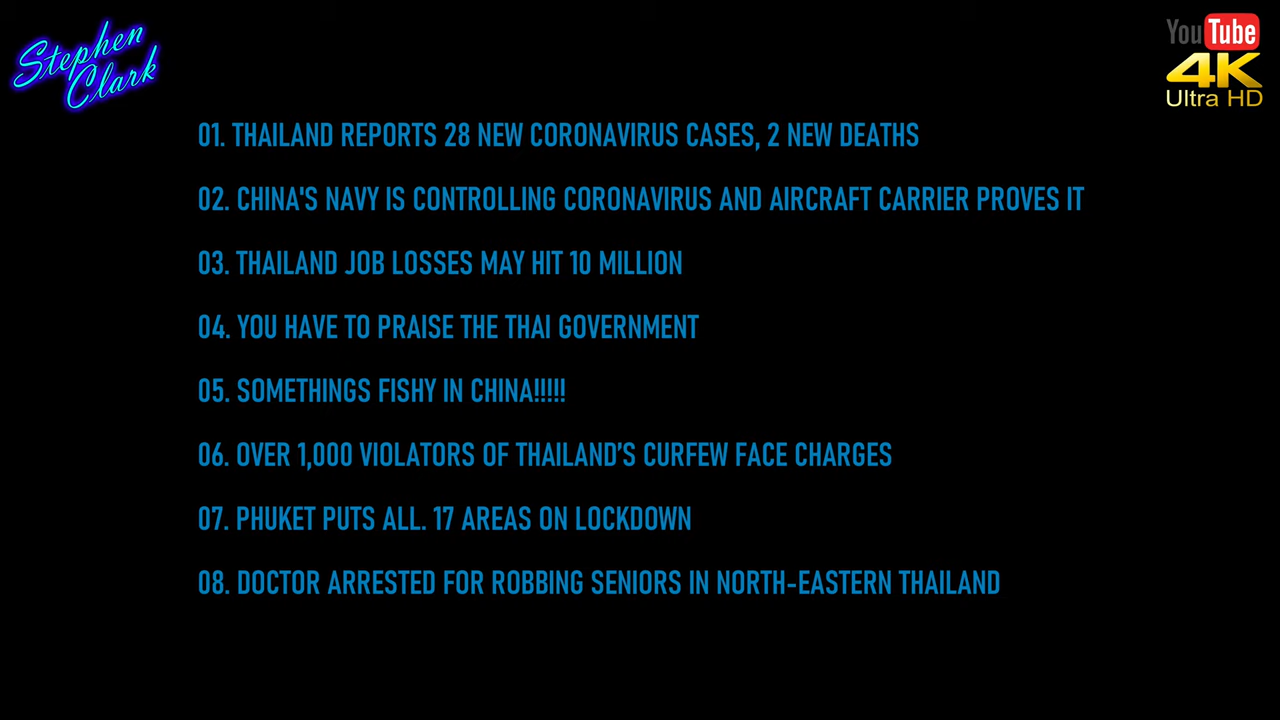 Stephen
Clark
YouTube
4K
Ultra HD
01. THAILAND REPORTS 28 NEW CORONAVIRUS CASES, 2 NEW DEATHS
02. CHINA'S NAVY IS CONTROLLING CORONAVIRUS AND AIRCRAFT CARRIER PROVES IT
03. THAILAND JOB LOSSES MAY HIT 10 MILLION
04. YOU HAVE TO PRAISE THE THAI GOVERNMENT
05. SOMETHINGS FISHY IN CHINA!!!!!
06. OVER 1,000 VIOLATORS OF THAILAND’S CURFEW FACE CHARGES
07. PHUKET PUTS ALL. 17 AREAS ON LOCKDOWN
08. DOCTOR ARRESTED FOR ROBBING SENIORS IN NORTH-EASTERN THAILAND